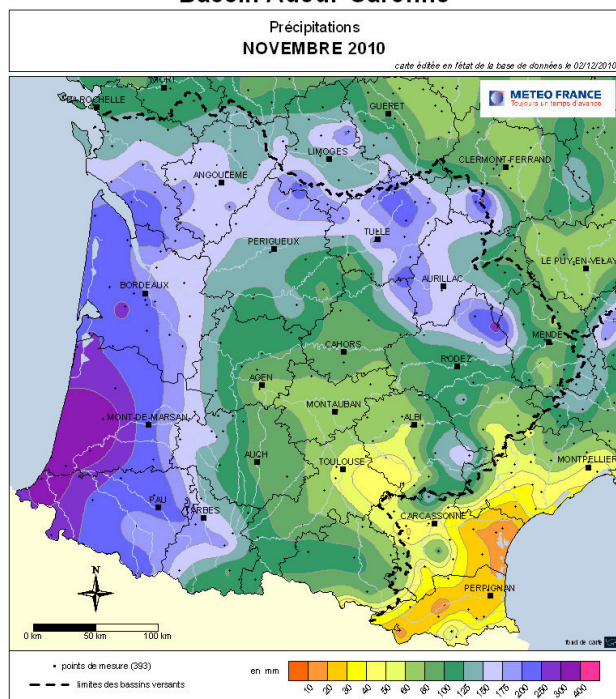 Bassin Adour-Garonne
Précipitations
NOVEMBRE 2010
carte éditée en l'état de la base de données le 02/12/2010
METEO FRANCE
Toujours un temps d'avance
LA ROCHELLE
GUERET
LIMOGES
CLERMONT-FERRAND
ANGOULEME
TULLE
PERIGUEUX
LE PUY-EN-VELAY
AURILLAC
BORDEAUX
MENDE
CAHORS
RODEZ
AGEN
MONTAUBAN
ALBI
MONT-DE-MARSAN
AUCH
TOULOUSE
MONTPELLIER
PAU
TARBES
CARCASSONNE
PERPIGNAN
N
0 km 50 km 100 km
fond de carte
• points de mesure (393)
limites des bassins versants
en mm
10 20 30 40 50 60 80 100 125 150 175 200 250 300 400